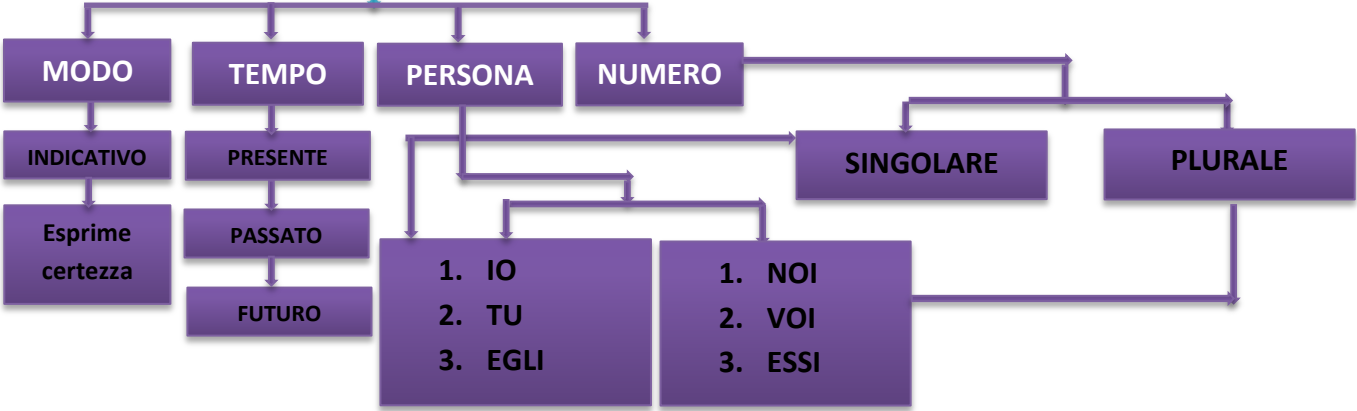 MODO
TEMPO
PERSONA
NUMERO
INDICATIVO
PRESENTE
SINGOLARE
PLURALE
Esprime
certezza
PASSATO
FUTURO
1. IO
2. TU
3. EGLI
1. NOI
2. VOI
3. ESSI